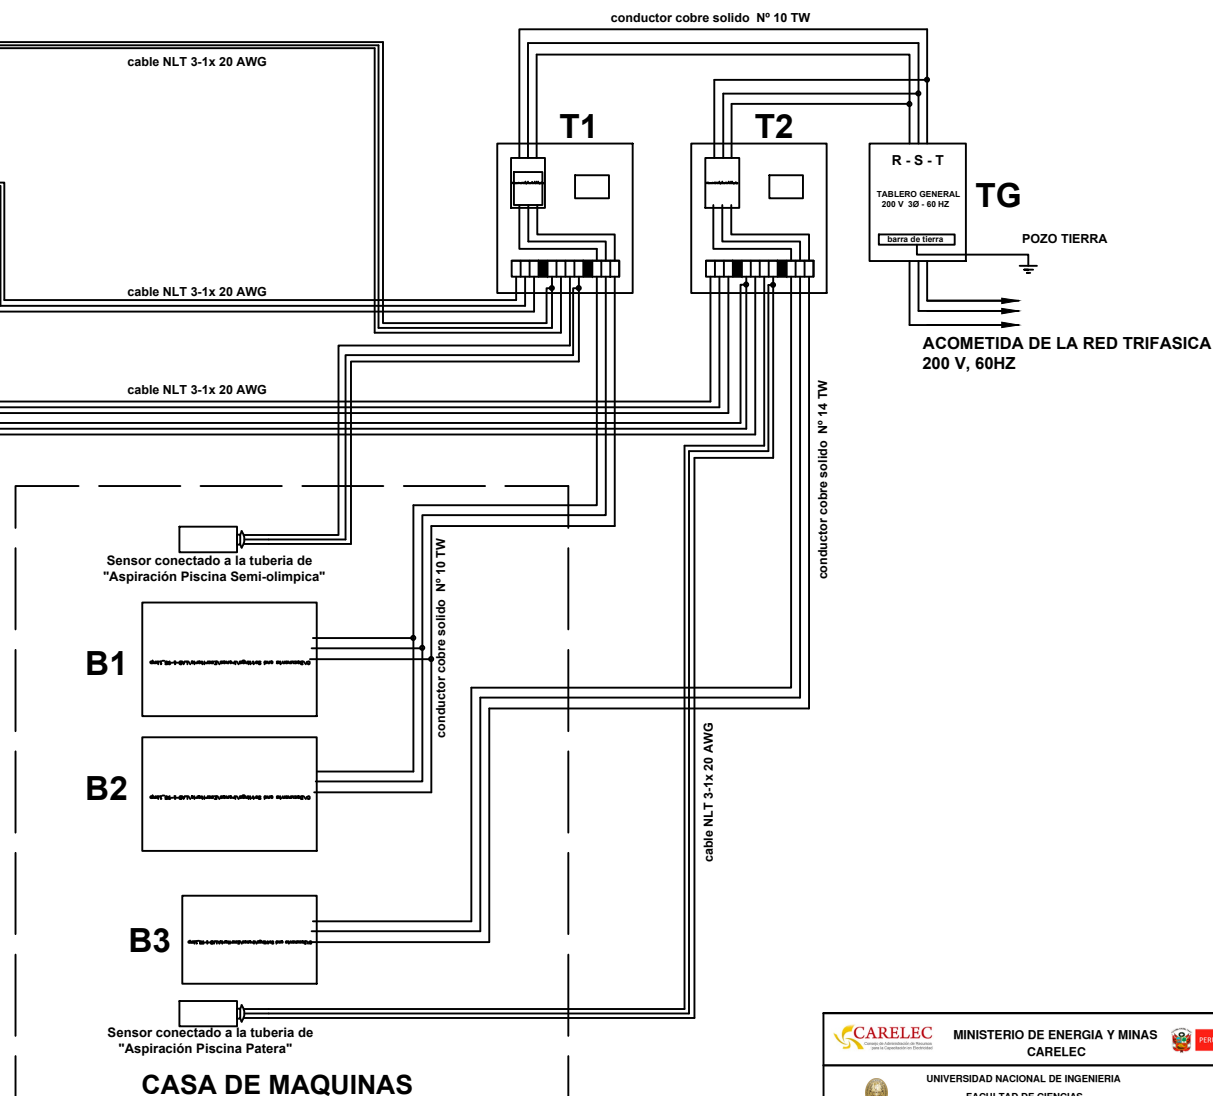 conductor cobre solido Nº 10 TW
cable NLT 3-1x 20 AWG
T1
T2
R - S - T
TABLERO GENERAL
200 V 3Ø - 60 HZ
barra de tierra
TG
POZO TIERRA
cable NLT 3-1x 20 AWG
ACOMETIDA DE LA RED TRIFASICA
200 V, 60HZ
cable NLT 3-1x 20 AWG
conductor cobre solido Nº 14 TW
Sensor conectado a la tuberia de
"Aspiración Piscina Semi-olimpica"
conductor cobre solido Nº 10 TW
B1
B2
cable NLT 3-1x 20 AWG
B3
Sensor conectado a la tuberia de
"Aspiración Piscina Patera"
CASA DE MAQUINAS
CARELEC
MINISTERIO DE ENERGIA Y MINAS
CARELEC
PERÚ
UNIVERSIDAD NACIONAL DE INGENIERIA
FACULTAD DE CIENCIAS